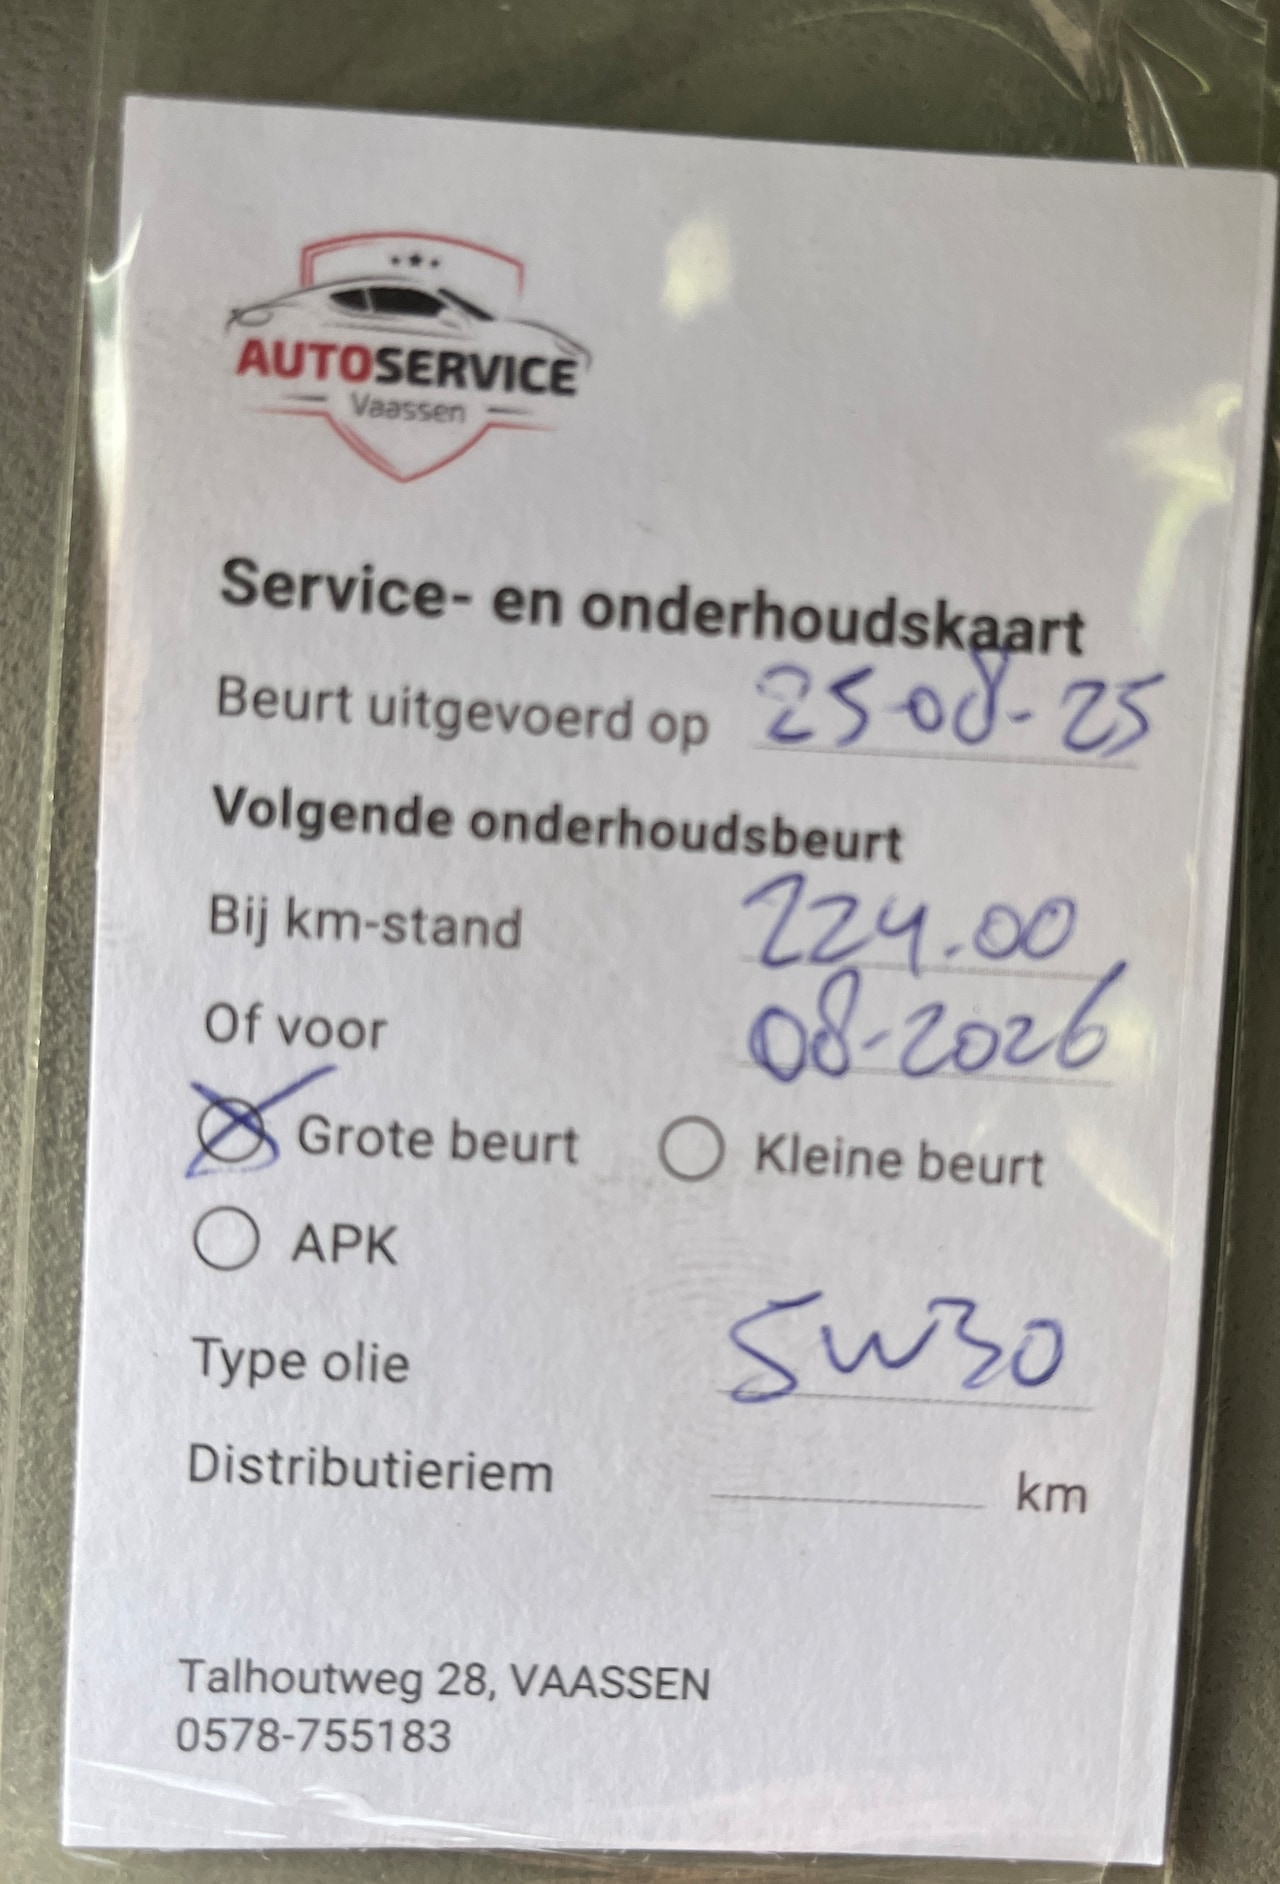 AUTOSERVICE
Vaassen
Service- en onderhoudskaart
Beurt uitgevoerd op 25-08-25
Volgende onderhoudsbeurt
Bij km-stand 224.00
Of voor 08-2026
Grote beurt Kleine beurt
APK
Type olie 5W30
Distributieriem km
Talhoutweg 28, VAASSEN
0578-755183